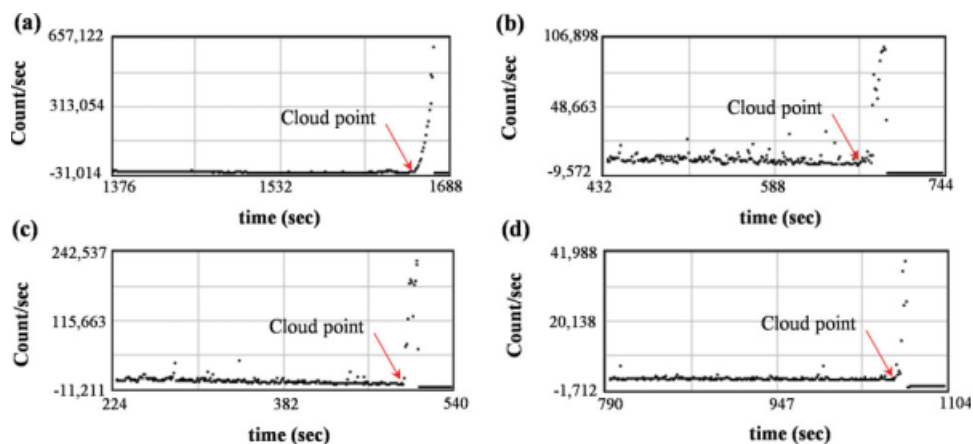 (a)
657,122
313,054
-31,014
Count/sec
Cloud point
1376 1532 1688
time (sec)
(b)
106,898
48,663
-9,572
Count/sec
Cloud point
432 588 744
time (sec)
(c)
242,537
115,663
-11,211
Count/sec
Cloud point
224 382 540
time (sec)
(d)
41,988
20,138
-1,712
Count/sec
Cloud point
790 947 1104
time (sec)